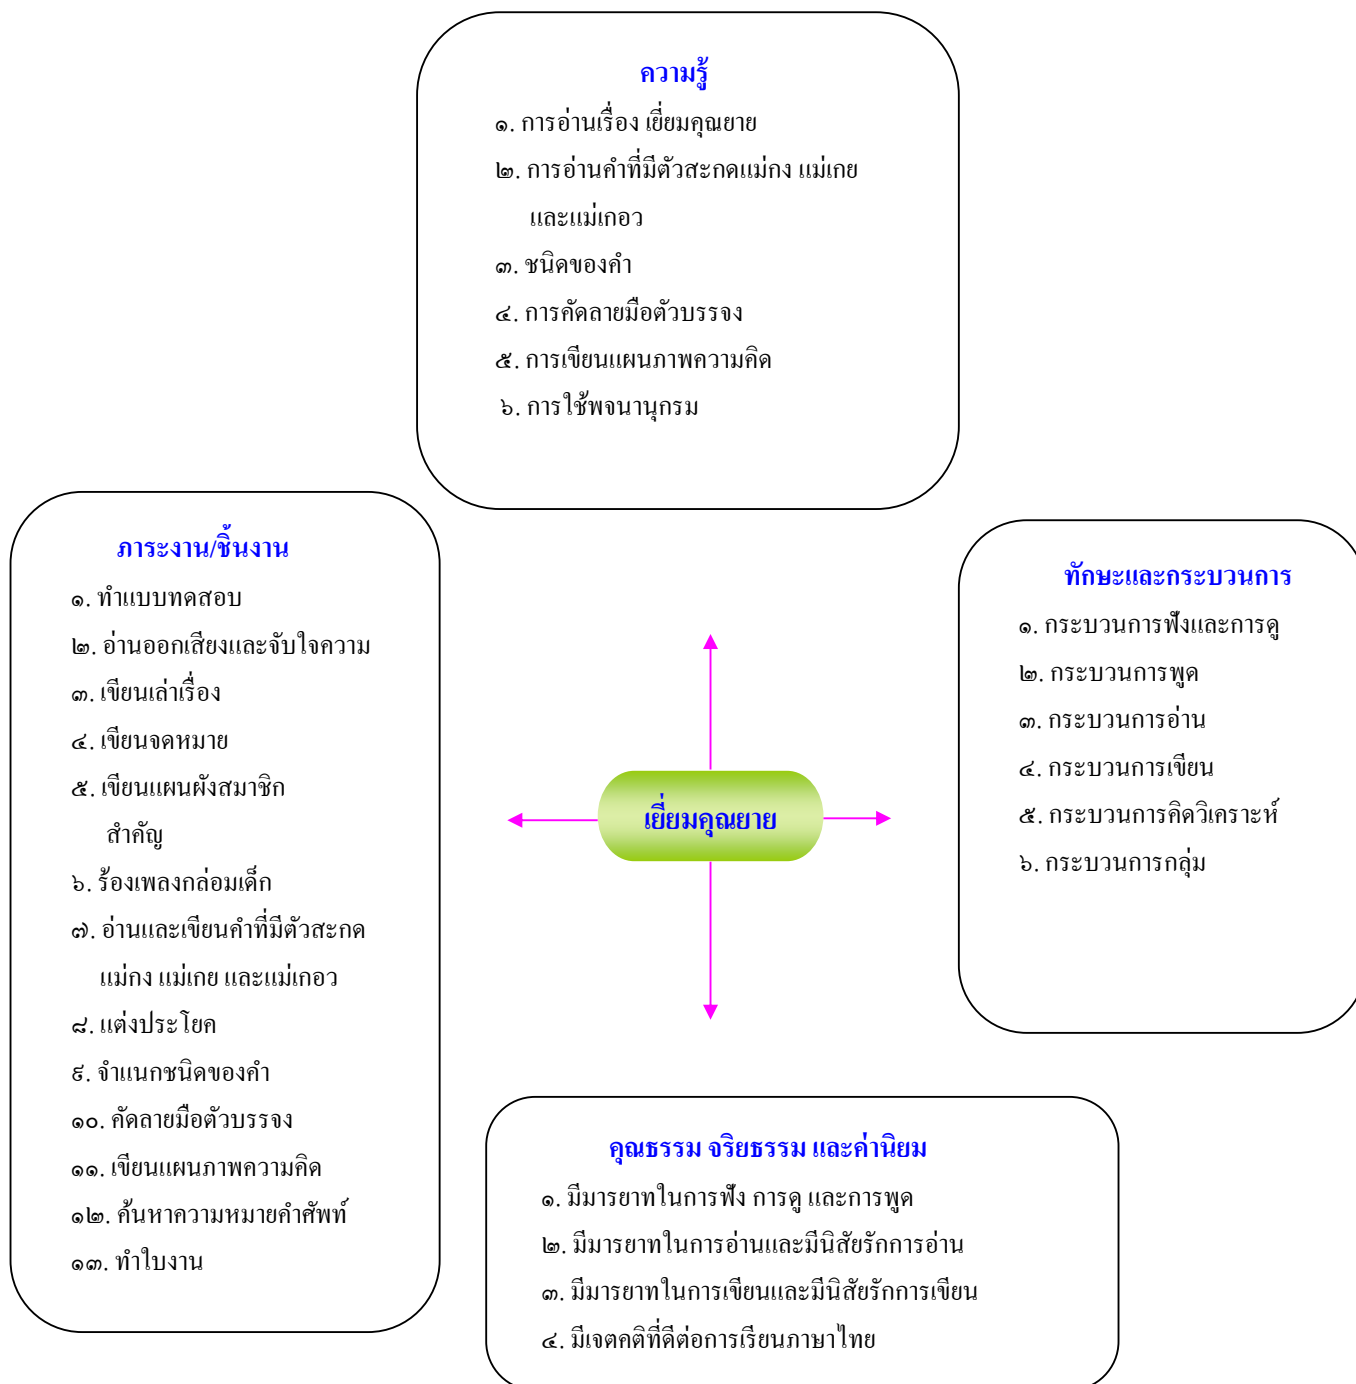 ความรู้
๑. การอ่านเรื่อง เยี่ยมคุณยาย
๒. การอ่านคำที่มีตัวสะกดแม่กง แม่เกย
และแม่เกอว
๓. ชนิดของคำ
๔. การคัดลายมือตัวบรรจง
๕. การเขียนแผนภาพความคิด
๖. การใช้พจนานุกรม
ภาระงาน/ชิ้นงาน
๑. ทำแบบทดสอบ
๒. อ่านออกเสียงและจับใจความ
๓. เขียนเล่าเรื่อง
๔. เขียนจดหมาย
๕. เขียนแผนผังสมาชิก
สำคัญ
๖. ร้องเพลงกล่อมเด็ก
๗. อ่านและเขียนคำที่มีตัวสะกด
แม่กง แม่เกย และแม่เกอว
๘. แต่งประโยค
๙. จำแนกชนิดของคำ
๑๐. คัดลายมือตัวบรรจง
๑๑. เขียนแผนภาพความคิด
๑๒. ค้นหาความหมายคำศัพท์
๑๓. ทำใบงาน
เยี่ยมคุณยาย
ทักษะและกระบวนการ
๑. กระบวนการฟังและการดู
๒. กระบวนการพูด
๓. กระบวนการอ่าน
๔. กระบวนการเขียน
๕. กระบวนการคิดวิเคราะห์
๖. กระบวนการกลุ่ม
คุณธรรม จริยธรรม และค่านิยม
๑. มีมารยาทในการฟัง การดู และการพูด
๒. มีมารยาทในการอ่านและมีนิสัยรักการอ่าน
๓. มีมารยาทในการเขียนและมีนิสัยรักการเขียน
๔. มีเจตคติที่ดีต่อการเรียนภาษาไทย